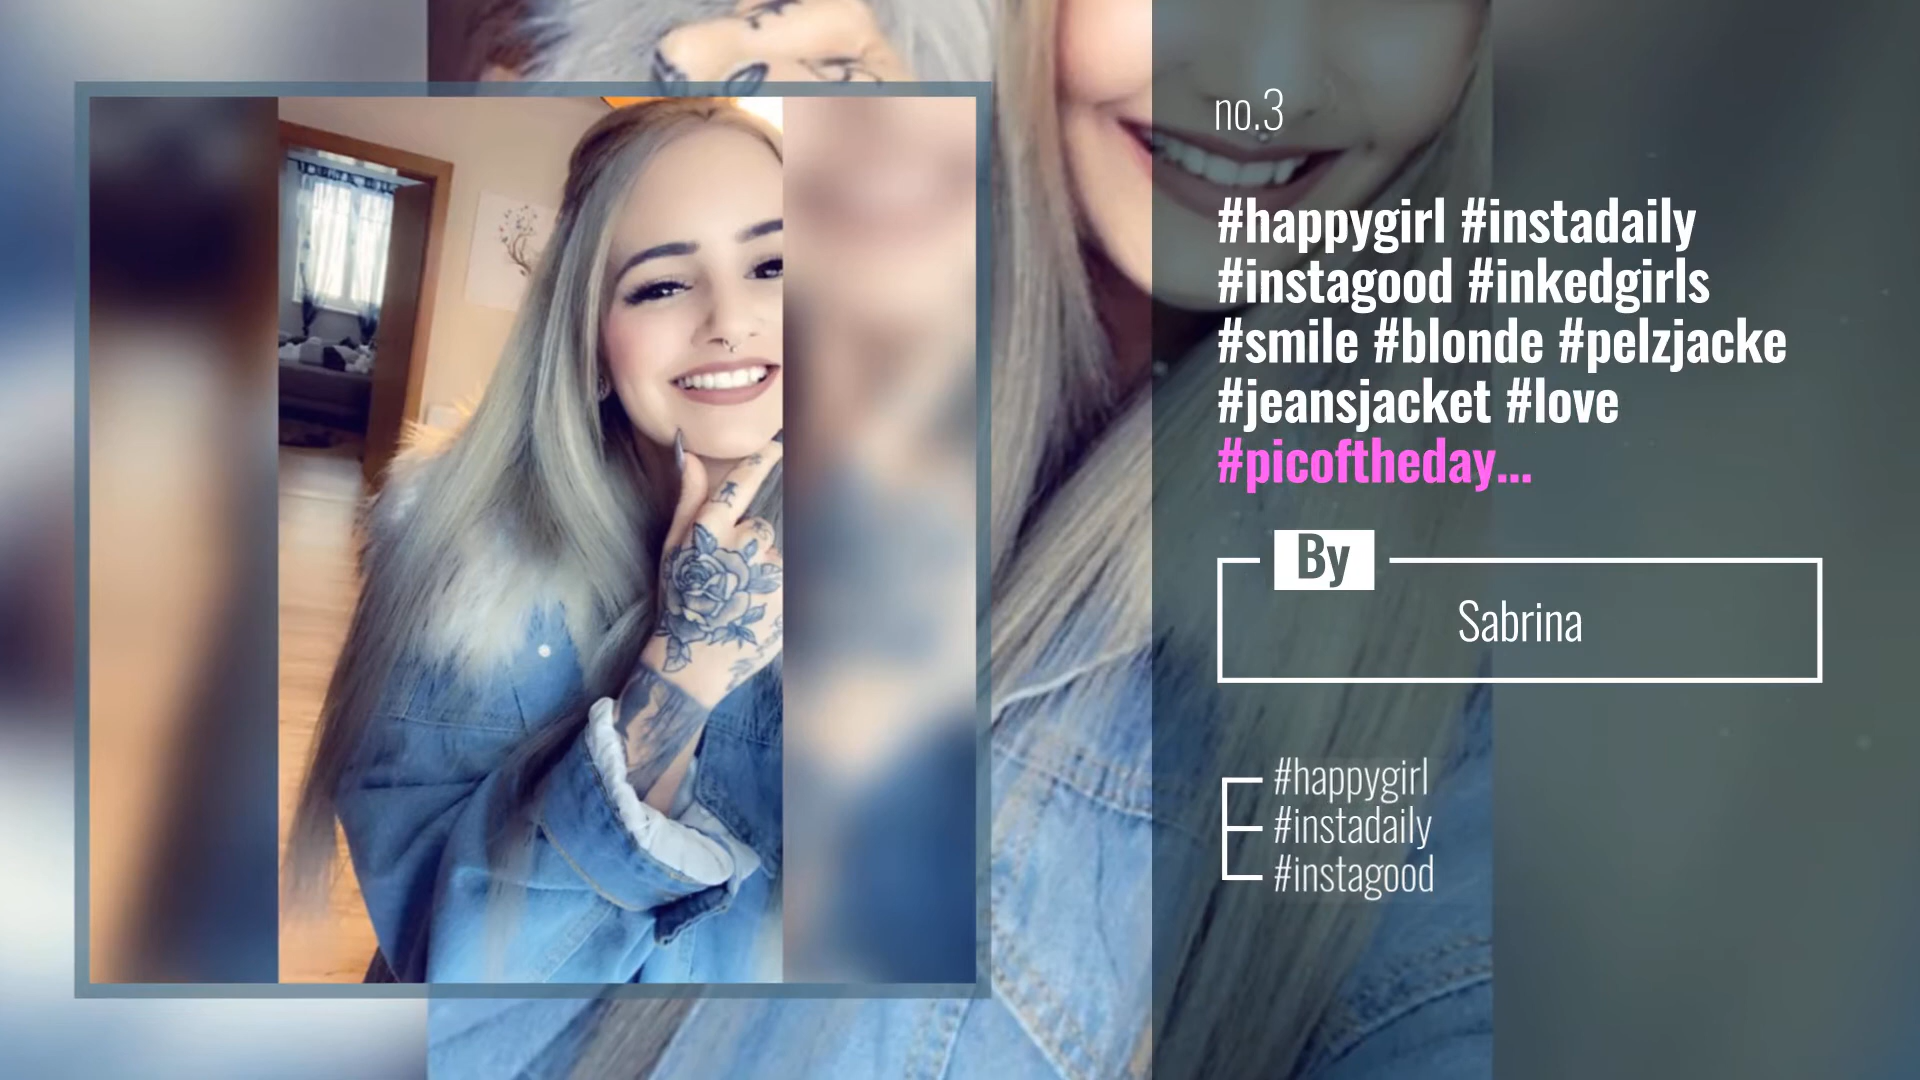 no.3
#happygirl #instadaily
#instagood #inkedgirls
#smile #blonde #pelzjacke
#jeansjacket #love
#picoftheday...
By
Sabrina
#happygirl
#instadaily
#instagood